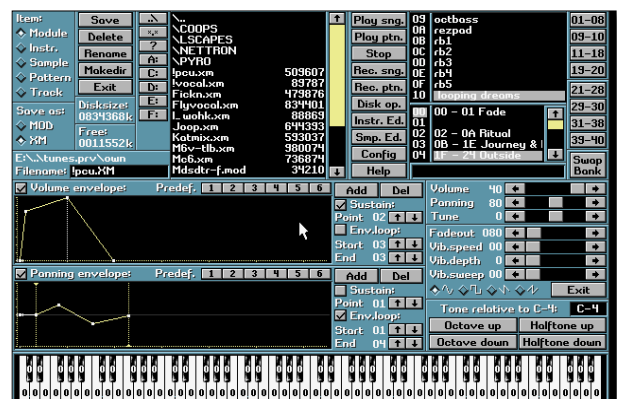 Item:
Module
Instr.
Sample
Pattern
Track
Save as:
MOD
XM
Save
Delete
Rename
Makedir
Exit
Disksize:
0834368k
Free:
0011552k
E:\..\tunes.prv\own
Filename: !pcu.XM
..\
*.*
?
A:
C:
D:
E:
F:
\..
\COOPS
\LSCAPES
\NETTRON
\PYRO
!pcu.xm 509607
!vocal.xm 89787
Ficknn.xm 479876
Flyvocal.xm 834401
L_wohk.xm 88869
Joop.xm 644393
Katmix.xm 593037
M6v-tlb.xm 980074
Mc6.xm 736874
Mdsdtr-f.mod 34210
Play sng.
Play ptn.
Stop
Rec. sng.
Rec. ptn.
Disk op.
Instr. Ed.
Smp. Ed.
Config
Help
09 octbass
0A rezpad
0B rb1
0C rb2
0D rb3
0E rb4
0F rb5
10 looping dreams
00 00 - 01 Fade
01
02 02 - 0A Ritual
03 0B - 1E Journey & I
04 1F - 24 Outside
01-08
09-10
11-18
19-20
21-28
29-30
31-38
39-40
Swap Bank
Volume envelope: Predef. 1 2 3 4 5 6
Add Del
Sustain:
Point 02
Env.loop:
Start 03
End 03
Panning envelope: Predef. 1 2 3 4 5 6
Add Del
Sustain:
Point 01
Env.loop:
Start 01
End 04
Volume 40
Panning 80
Tune 0
Fadeout 080
Vib.speed 00
Vib.depth 0
Vib.sweep 00
Exit
Tone relative to C-4: C-4
Octave up Halftone up
Octave down Halftone down